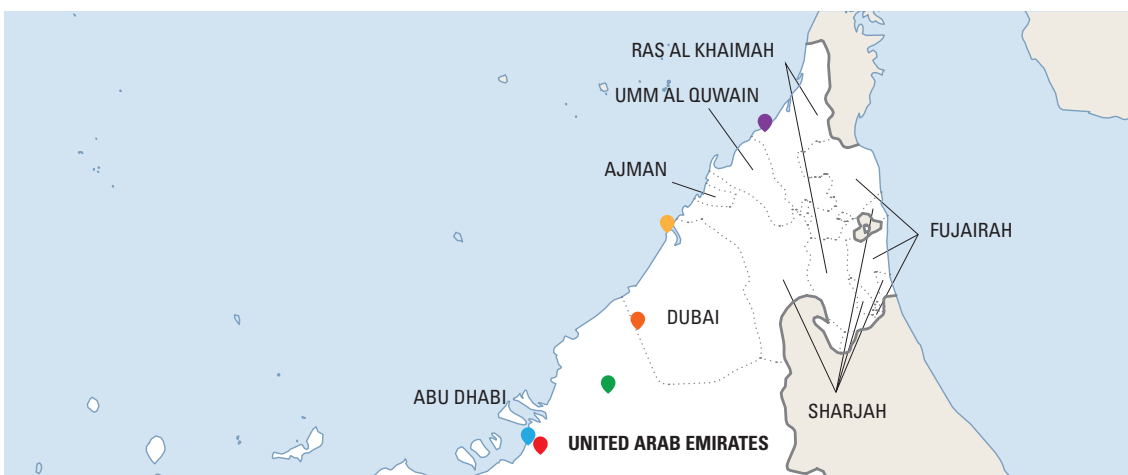 RAS AL KHAIMAH
UMM AL QUWAIN
AJMAN
FUJAIRAH
DUBAI
ABU DHABI
SHARJAH
UNITED ARAB EMIRATES